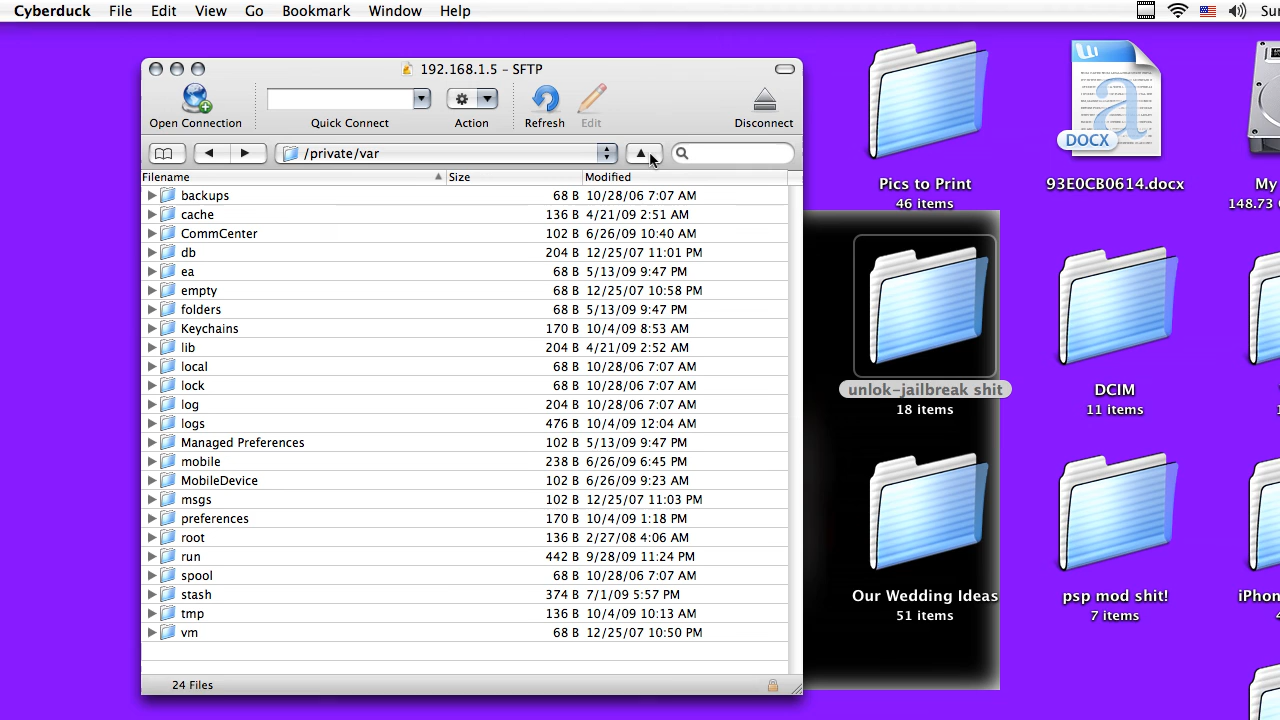 Cyberduck File Edit View Go Bookmark Window Help
192.168.1.5 – SFTP
Open Connection
Action
Refresh
Edit
Disconnect
/private/var
Filename Size Modified
backups 68 B 10/28/06 7:07 AM
cache 136 B 4/21/09 2:51 AM
CommCenter 102 B 6/26/09 10:40 AM
db 204 B 12/25/07 11:01 PM
ea 68 B 5/13/09 9:47 PM
empty 68 B 12/25/07 10:58 PM
folders 68 B 5/13/09 9:47 PM
Keychains 170 B 10/4/09 8:53 AM
lib 204 B 4/21/09 2:52 AM
local 68 B 10/28/06 7:07 AM
lock 68 B 10/28/06 7:07 AM
log 204 B 10/28/06 7:07 AM
logs 476 B 10/4/09 12:04 AM
Managed Preferences 102 B 5/13/09 9:47 PM
mobile 238 B 6/26/09 6:45 PM
MobileDevice 102 B 6/26/09 9:23 AM
msgs 102 B 12/25/07 11:03 PM
preferences 170 B 10/4/09 1:18 PM
root 136 B 2/27/08 4:06 AM
run 442 B 9/28/09 11:24 PM
spool 68 B 10/28/06 7:07 AM
stash 374 B 7/1/09 5:57 PM
tmp 136 B 10/4/09 10:13 AM
vm 68 B 12/25/07 10:50 PM
24 Files
Pics to Print
46 items
DOCX
93E0CB0614.docx
My
148.73
unlok-jailbreak shit
18 items
DCIM
11 items
Our Wedding Ideas
51 items
psp mod shit!
7 items